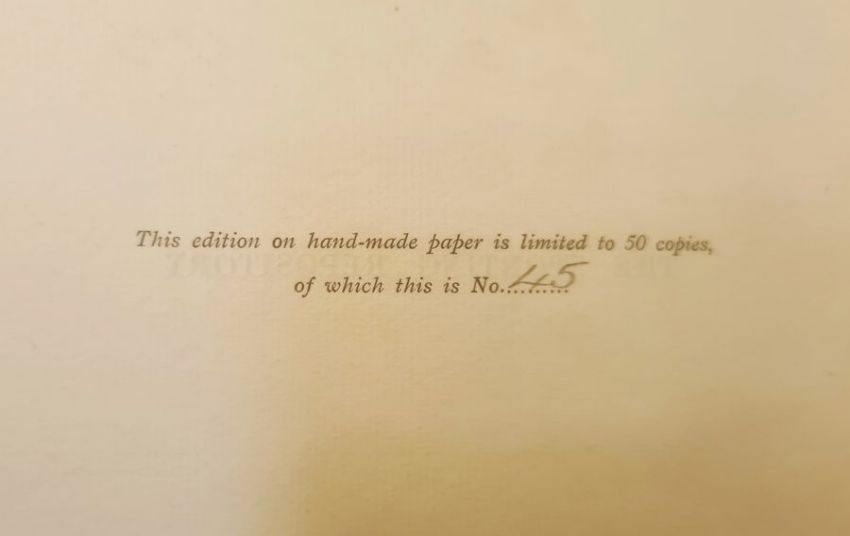 This edition on hand-made paper is limited to 50 copies,
of which this is No..........45